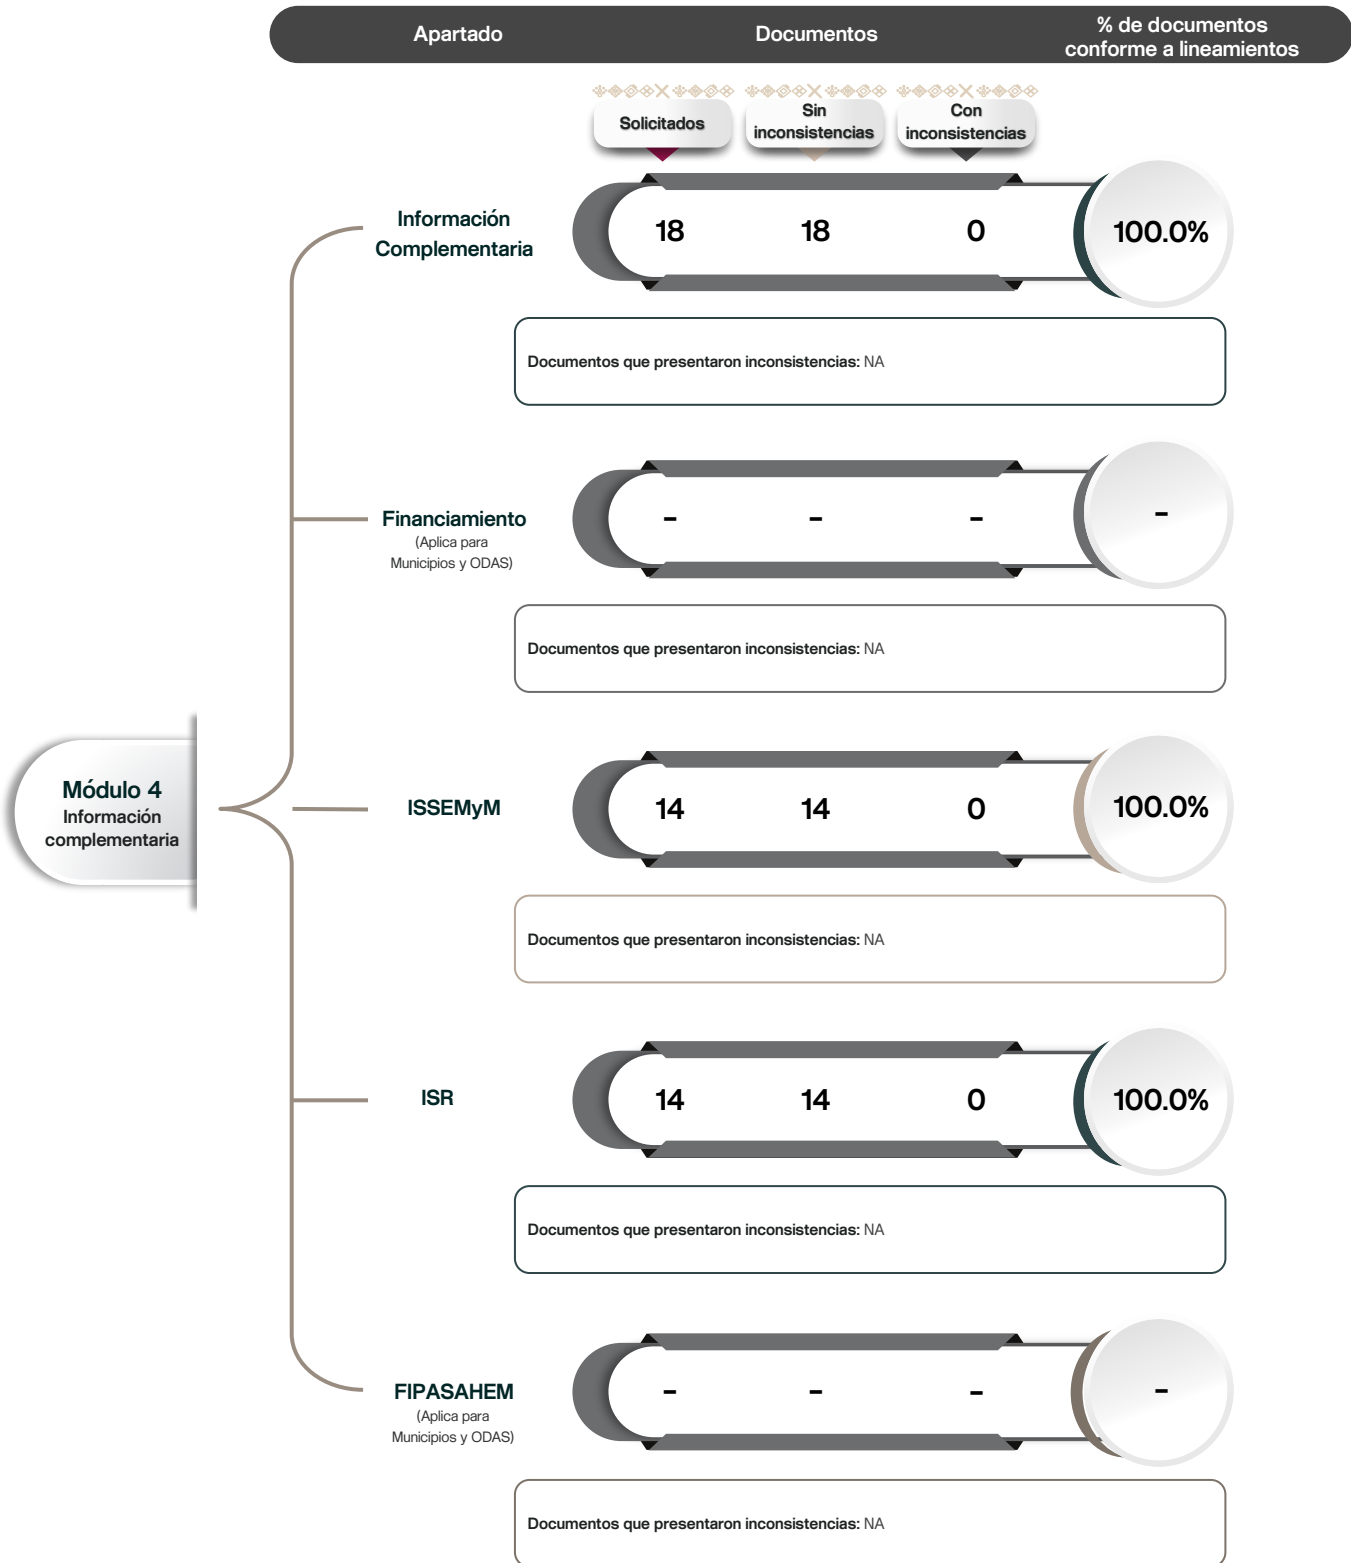 Apartado
Documentos
% de documentos
conforme a lineamientos
Solicitados
Sin
inconsistencias
Con
inconsistencias
Información
Complementaria
18 18 0 100.0%
Documentos que presentaron inconsistencias: NA
Financiamiento
(Aplica para
Municipios y ODAS)
- - - -
Documentos que presentaron inconsistencias: NA
Módulo 4
Información
complementaria
ISSEMyM
14 14 0 100.0%
Documentos que presentaron inconsistencias: NA
ISR
14 14 0 100.0%
Documentos que presentaron inconsistencias: NA
FIPASAHEM
(Aplica para
Municipios y ODAS)
- - - -
Documentos que presentaron inconsistencias: NA